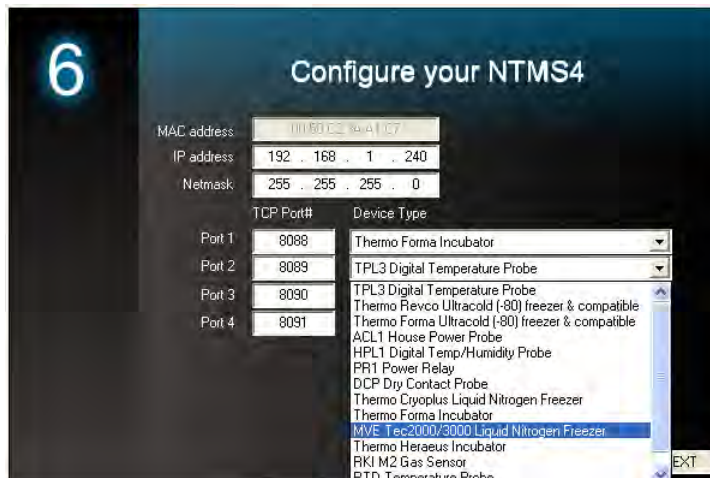 6
Configure your NTMS4
MAC address
IP address 192 . 168 . 1 . 240
Netmask 255 . 255 . 255 . 0
TCP Port# Device Type
Port 1 8088 Thermo Forma Incubator
Port 2 8089 TPL3 Digital Temperature Probe
Port 3 8090
Port 4 8091
TPL3 Digital Temperature Probe
Thermo Revco Ultracold (-80) freezer & compatible
Thermo Forma Ultracold (-80) freezer & compatible
ACL1 House Power Probe
HPL1 Digital Temp/Humidity Probe
PR1 Power Relay
DCP Dry Contact Probe
Thermo Cryoplus Liquid Nitrogen Freezer
Thermo Forma Incubator
MVE Tec2000/3000 Liquid Nitrogen Freezer
Thermo Heraeus Incubator
RKI M2 Gas Sensor
RTD Temperature Probe
EXT